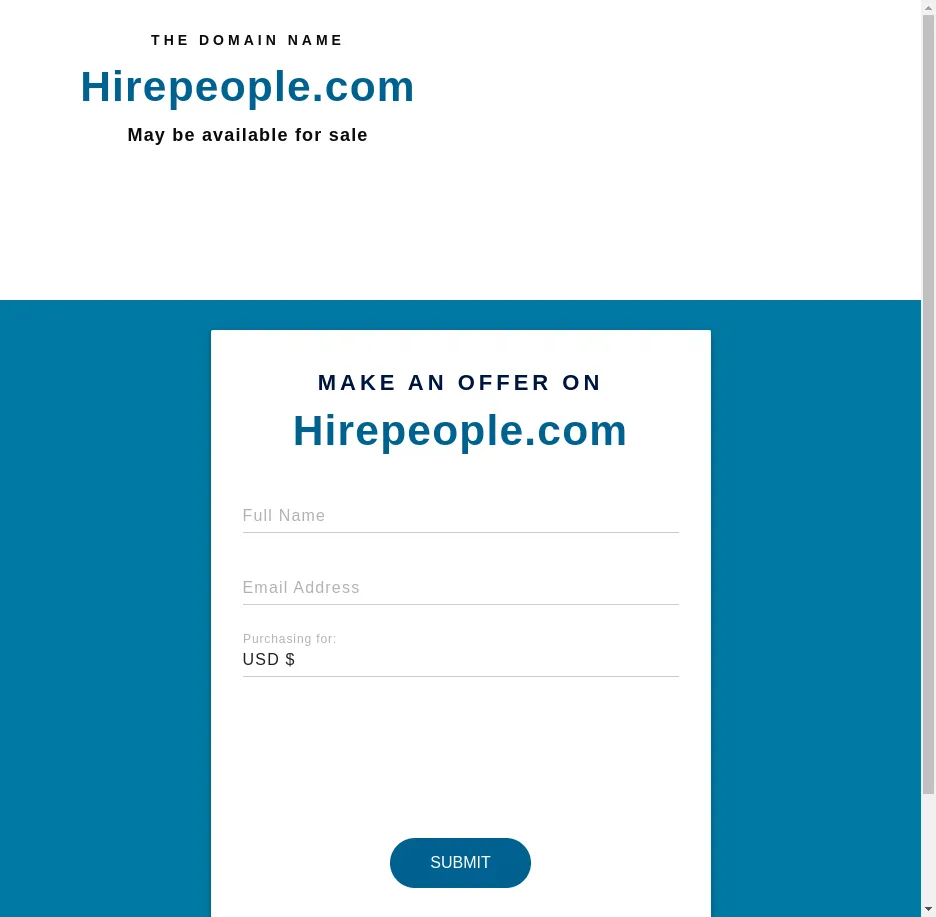 THE DOMAIN NAME
Hirepeople.com
May be available for sale
MAKE AN OFFER ON
Hirepeople.com
Full Name
Email Address
Purchasing for:
USD $
SUBMIT